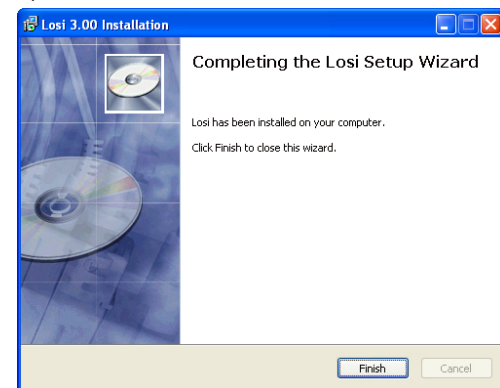 Losi 3.00 Installation
Completing the Losi Setup Wizard
Losi has been installed on your computer.
Click Finish to close this wizard.
Finish
Cancel